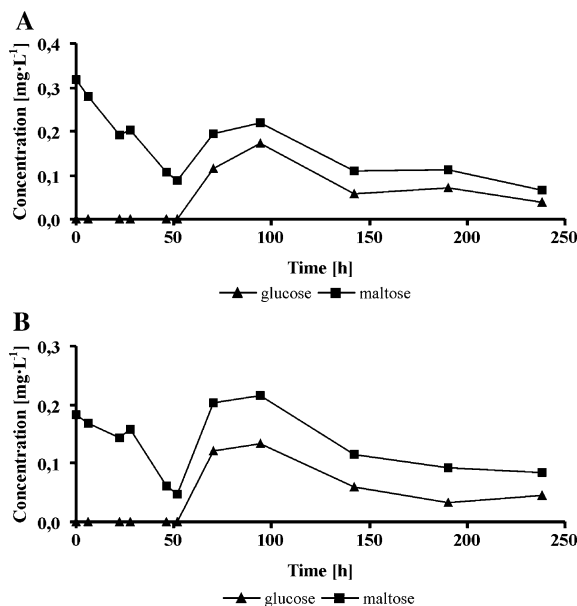 A
Concentration [mg·L⁻¹]
0,4
0,3
0,2
0,1
0,0
0 50 100 150 200 250
Time [h]
glucose maltose
B
Concentration [mg·L⁻¹]
0,3
0,2
0,1
0,0
0 50 100 150 200 250
Time [h]
glucose maltose